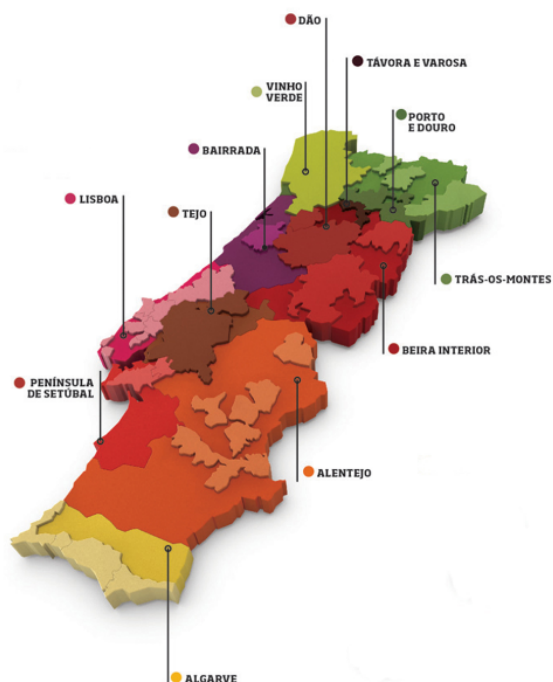 DÃO
TÁVORA E VAROSA
VINHO
VERDE
PORTO
E DOURO
BAIRRADA
LISBOA
TEJO
TRÁS-OS-MONTES
BEIRA INTERIOR
PENÍNSULA
DE SETÚBAL
ALENTEJO
ALGARVE